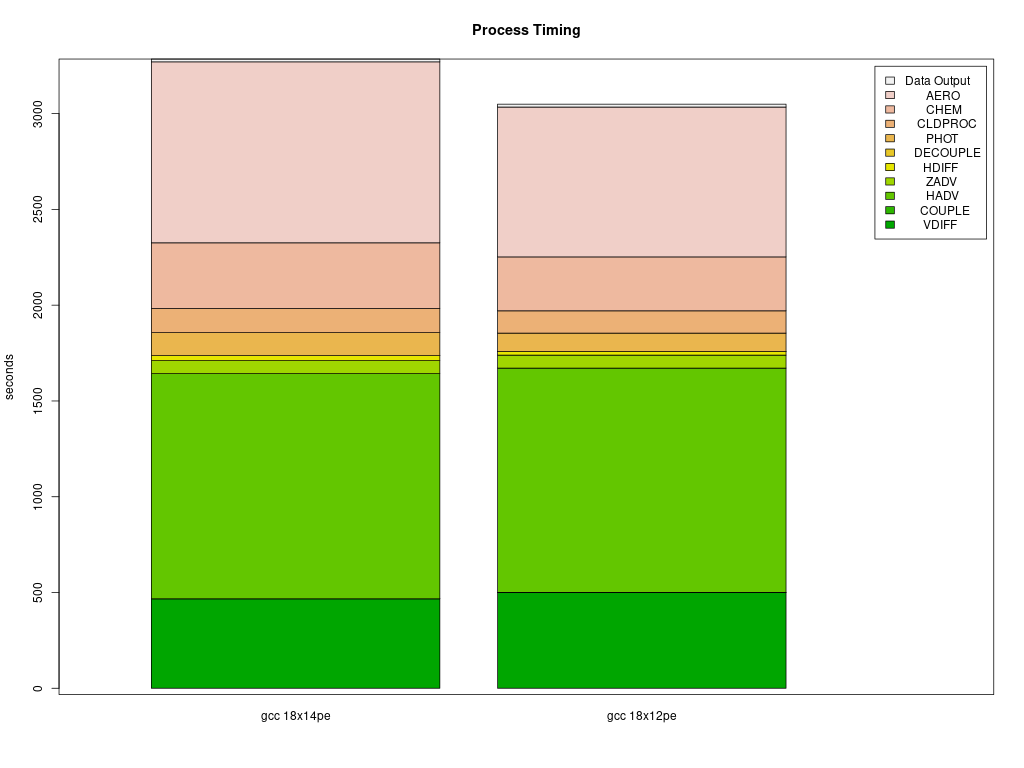 Process Timing
seconds
0
500
1000
1500
2000
2500
3000
Data Output
AERO
CHEM
CLDPROC
PHOT
DECOUPLE
HDIFF
ZADV
HADV
COUPLE
VDIFF
gcc 18x14pe
gcc 18x12pe